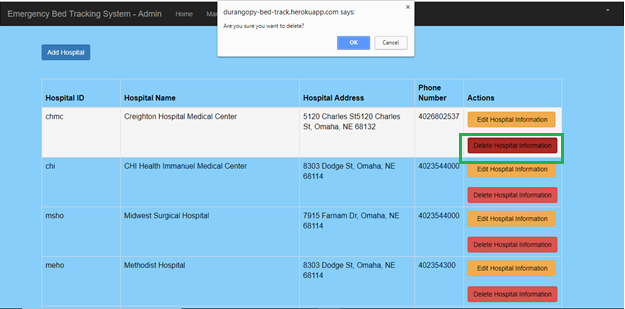 Emergency Bed Tracking System - Admin
Home
durangopy-bed-track.herokuapp.com says:
Are you sure you want to delete?
OK
Cancel
Add Hospital
Hospital ID
Hospital Name
Hospital Address
Phone
Number
Actions
chmc
Creighton Hospital Medical Center
5120 Charles St5120 Charles
St, Omaha, NE 68132
4026802537
Edit Hospital Information
Delete Hospital Information
chi
CHI Health Immanuel Medical Center
8303 Dodge St, Omaha, NE
68114
4023544000
Edit Hospital Information
Delete Hospital Information
msho
Midwest Surgical Hospital
7915 Farnam Dr, Omaha, NE
68114
4023544000
Edit Hospital Information
Delete Hospital Information
meho
Methodist Hospital
8303 Dodge St, Omaha, NE
68114
402354300
Edit Hospital Information
Delete Hospital Information